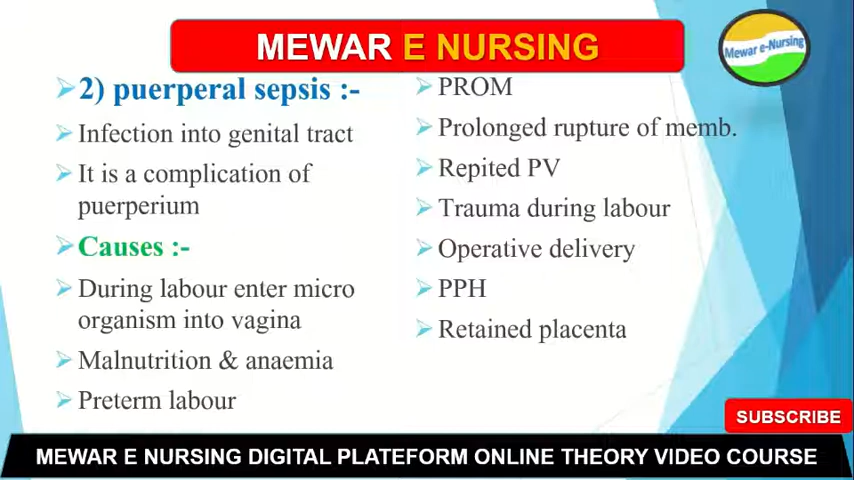 MEWAR E NURSING
Mewar e-Nursing
2) puerperal sepsis :-
Infection into genital tract
It is a complication of
puerperium
Causes :-
During labour enter micro
organism into vagina
Malnutrition & anaemia
Preterm labour
PROM
Prolonged rupture of memb.
Repited PV
Trauma during labour
Operative delivery
PPH
Retained placenta
SUBSCRIBE
MEWAR E NURSING DIGITAL PLATEFORM ONLINE THEORY VIDEO COURSE